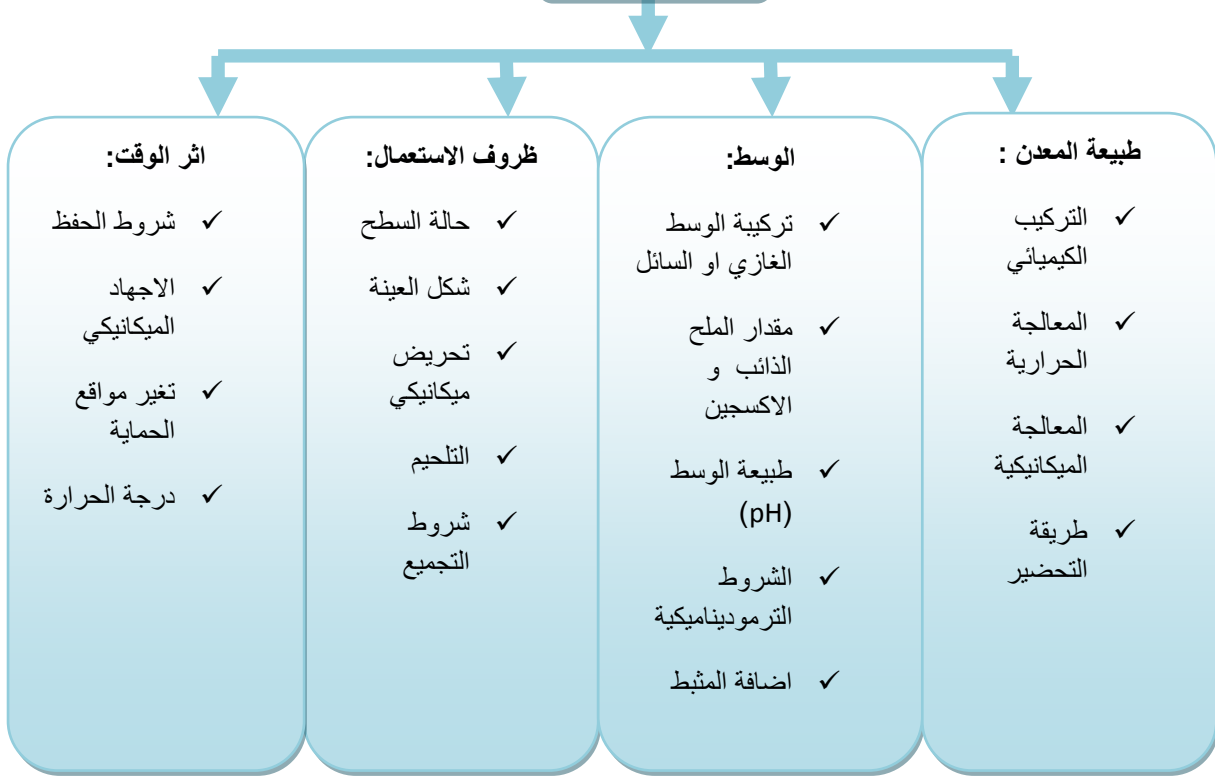 طبيعة المعدن :
التركيب
الكيميائي
المعالجة
الحرارية
المعالجة
الميكانيكية
طريقة
التحضير
الوسط:
تركيبة الوسط
الغازي او السائل
مقدار الملح
الذائب و
الاكسجين
طبيعة الوسط
(pH)
الشروط
الترموديناميكية
اضافة المثبط
ظروف الاستعمال:
حالة السطح
شكل العينة
تحريض
ميكانيكي
التلحيم
شروط
التجميع
اثر الوقت:
شروط الحفظ
الاجهاد
الميكانيكي
تغير مواقع
الحماية
درجة الحرارة